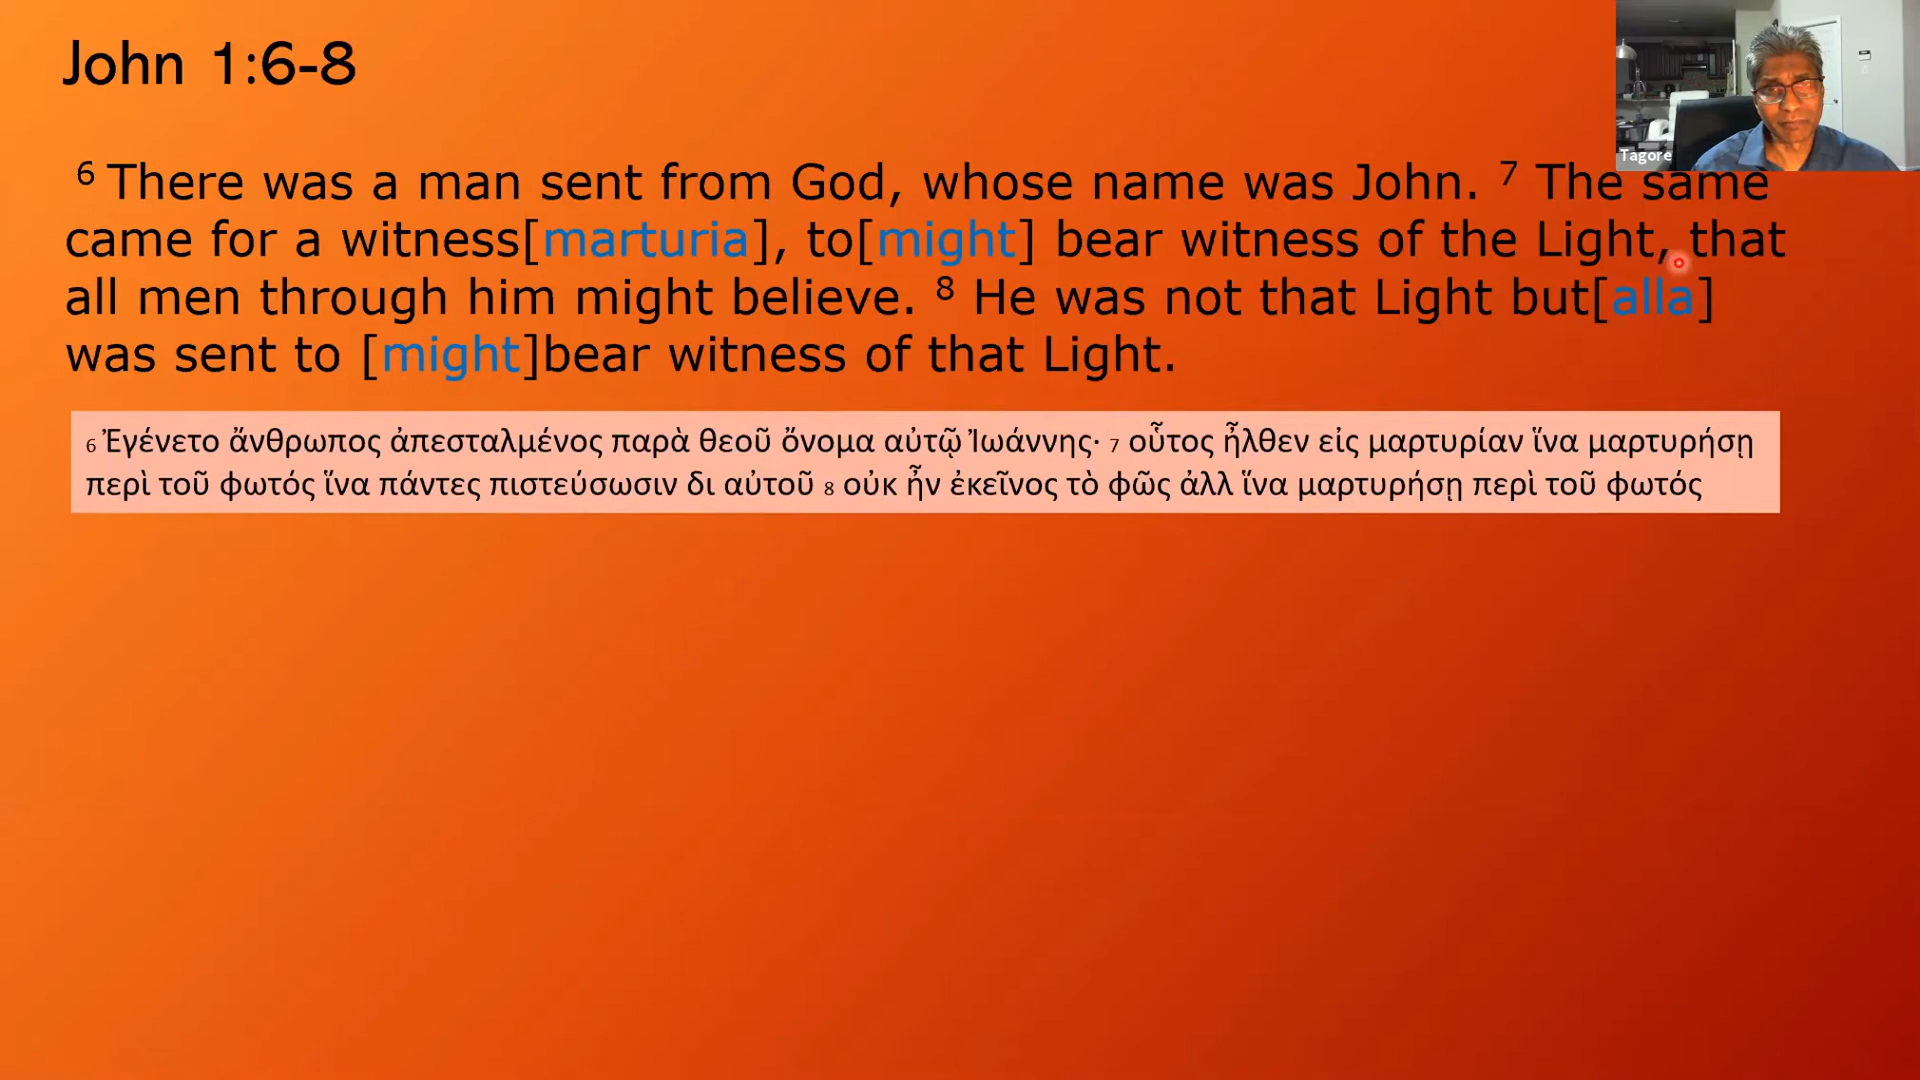 John 1:6-8
Tagore
6 There was a man sent from God, whose name was John. 7 The same
came for a witness[marturia], to[might] bear witness of the Light, that
all men through him might believe. 8 He was not that Light but[alla]
was sent to [might]bear witness of that Light.
6 Ἐγένετο ἄνθρωπος ἀπεσταλμένος παρὰ θεοῦ ὄνομα αὐτῷ Ἰωάννης· 7 οὗτος ἦλθεν εἰς μαρτυρίαν ἵνα μαρτυρήσῃ
περὶ τοῦ φωτός ἵνα πάντες πιστεύσωσιν δι αὐτοῦ 8 οὐκ ἦν ἐκεῖνος τὸ φῶς ἀλλ ἵνα μαρτυρήσῃ περὶ τοῦ φωτός